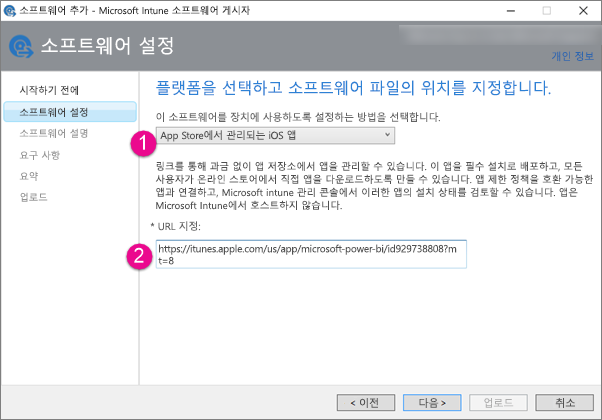 소프트웨어 추가 - Microsoft Intune 소프트웨어 게시자
소프트웨어 설정
개인 정보
시작하기 전에
소프트웨어 설정
소프트웨어 설명
요구 사항
요약
업로드
플랫폼을 선택하고 소프트웨어 파일의 위치를 지정합니다.
이 소프트웨어를 장치에 사용하도록 설정하는 방법을 선택합니다.
1
App Store에서 관리되는 iOS 앱
링크를 통해 과금 없이 앱 저장소에서 앱을 관리할 수 있습니다. 이 앱을 필수 설치로 배포하고, 모든
사용자가 온라인 스토어에서 직접 앱을 다운로드하도록 만들 수 있습니다. 앱 제한 정책을 호환 가능한
앱과 연결하고, Microsoft intune 관리 콘솔에서 이러한 앱의 설치 상태를 검토할 수 있습니다. 앱은
Microsoft Intune에서 호스트하지 않습니다.
* URL 지정:
2
https://itunes.apple.com/us/app/microsoft-power-bi/id929738808?m
t=8
< 이전
다음 >
업로드
취소